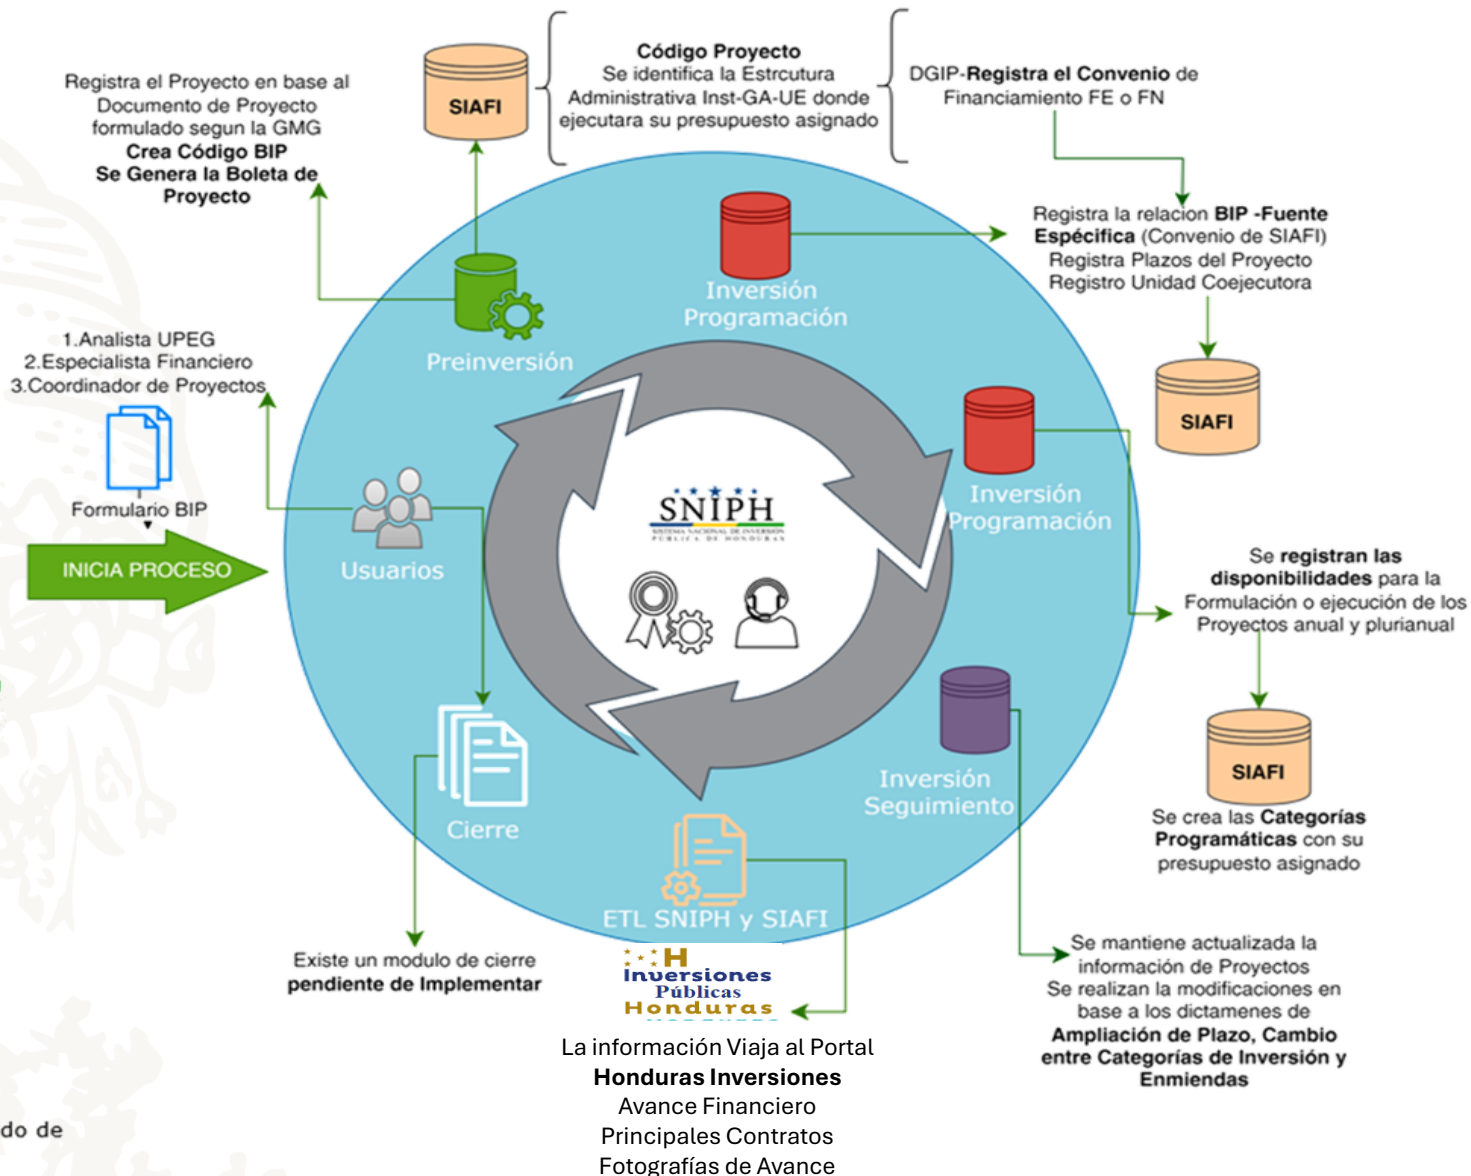 Registra el Proyecto en base al
Documento de Proyecto
formulado segun la GMG
Crea Código BIP
Se Genera la Boleta de
Proyecto
SIAFI
Código Proyecto
Se identifica la Estrcutura
Administrativa Inst-GA-UE donde
ejecutara su presupuesto asignado
DGIP-Registra el Convenio de
Financiamiento FE o FN
Registra la relacion BIP -Fuente
Espécifica (Convenio de SIAFI)
Registra Plazos del Proyecto
Registro Unidad Coejecutora
SIAFI
Inversión
Programación
Preinversión
1.Analista UPEG
2.Especialista Financiero
3.Coordinador de Proyectos
Formulario BIP
INICIA PROCESO
Usuarios
SNIPH
SISTEMA NACIONAL DE INVERSIÓN
PÚBLICA DE HONDURAS
Inversión
Programación
Se registran las
disponibilidades para la
Formulación o ejecución de los
Proyectos anual y plurianual
SIAFI
Se crea las Categorías
Programáticas con su
presupuesto asignado
Inversión
Seguimiento
Se mantiene actualizada la
información de Proyectos
Se realizan la modificaciones en
base a los dictamenes de
Ampliación de Plazo, Cambio
entre Categorías de Inversión y
Enmiendas
Cierre
Existe un modulo de cierre
pendiente de Implementar
ETL SNIPH y SIAFI
H
Inversiones
Públicas
Honduras
La información Viaja al Portal
Honduras Inversiones
Avance Financiero
Principales Contratos
Fotografías de Avance
do de